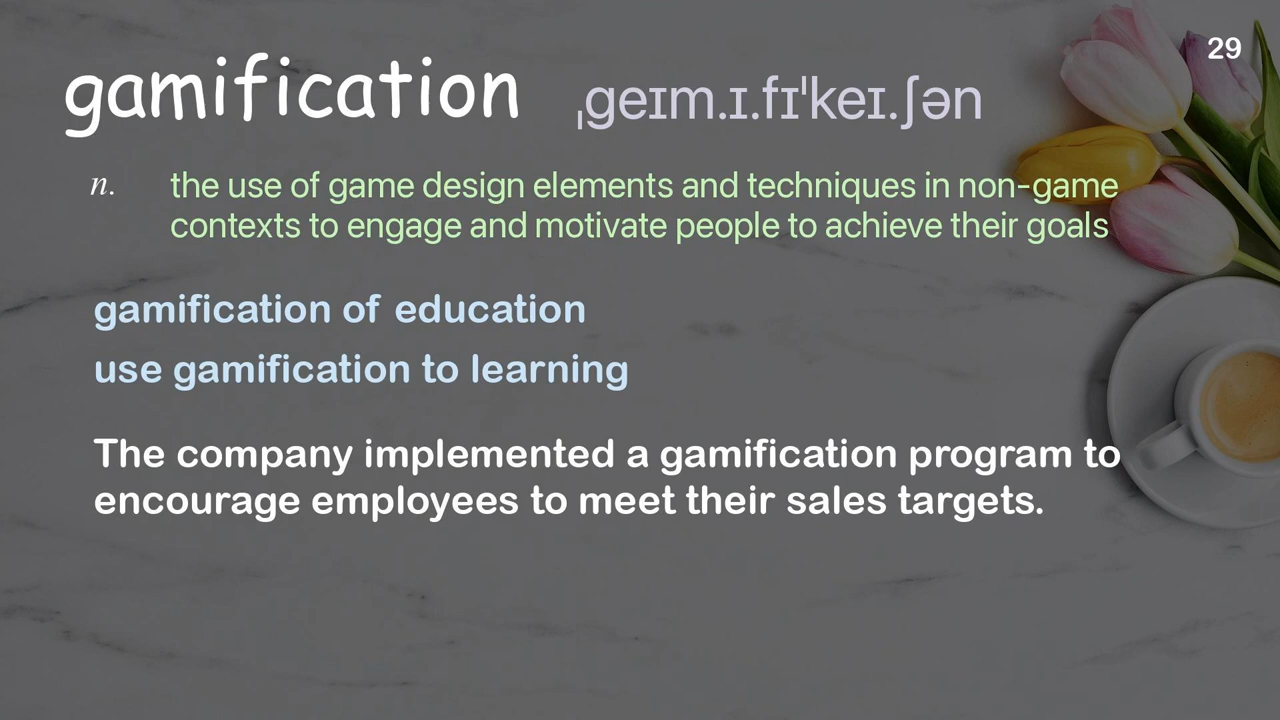 29
gamification ˌɡeɪm.ɪ.fɪˈkeɪ.ʃən
n. the use of game design elements and techniques in non-game
contexts to engage and motivate people to achieve their goals
gamification of education
use gamification to learning
The company implemented a gamification program to
encourage employees to meet their sales targets.